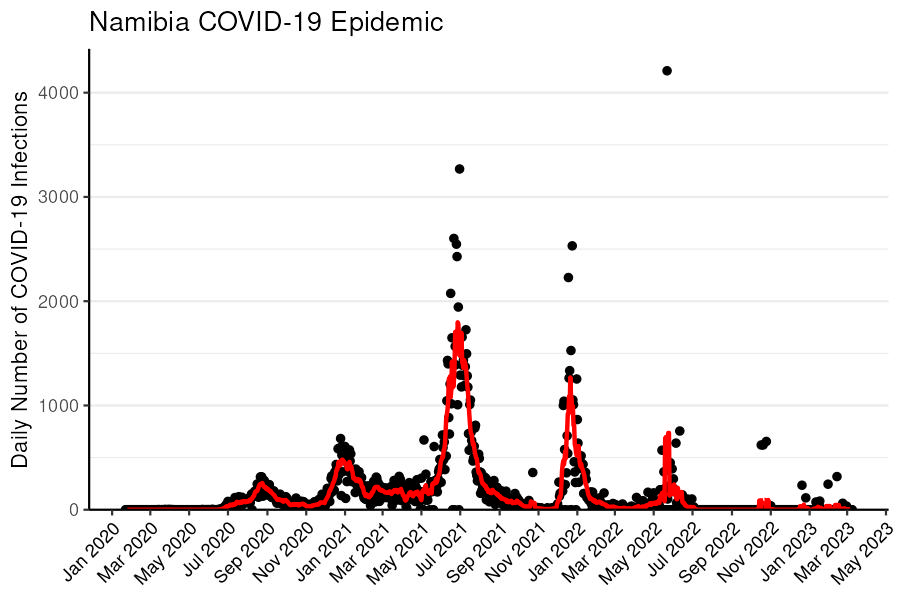 Namibia COVID-19 Epidemic
Daily Number of COVID-19 Infections
4000
3000
2000
1000
0
Jan 2020
Mar 2020
May 2020
Jul 2020
Sep 2020
Nov 2020
Jan 2021
Mar 2021
May 2021
Jul 2021
Sep 2021
Nov 2021
Jan 2022
Mar 2022
May 2022
Jul 2022
Sep 2022
Nov 2022
Jan 2023
Mar 2023
May 2023